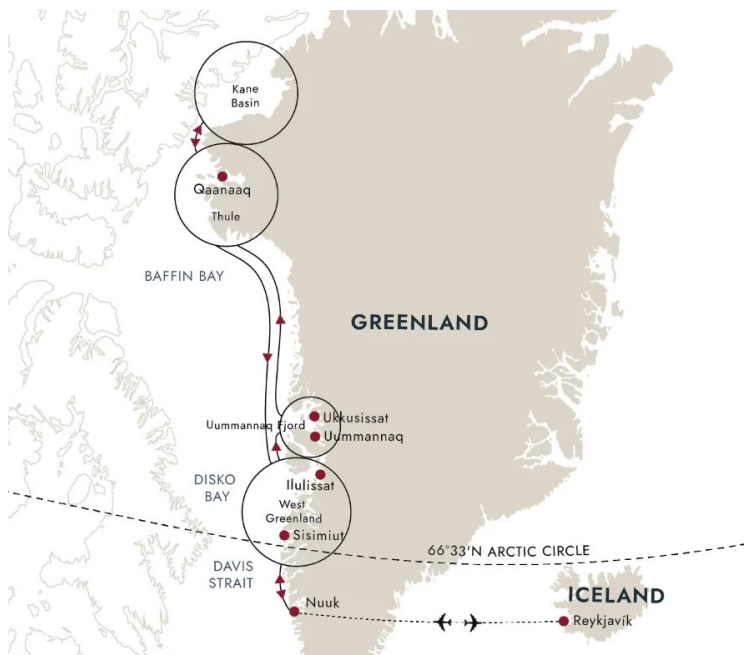 Kane
Basin
Qaanaaq
Thule
BAFFIN BAY
GREENLAND
Ukkusissat
Uummannaq Fjord
Uummannaq
DISKO
BAY
Ilulissat
West
Greenland
Sisimiut
66°33'N ARCTIC CIRCLE
DAVIS
STRAIT
Nuuk
ICELAND
Reykjavík